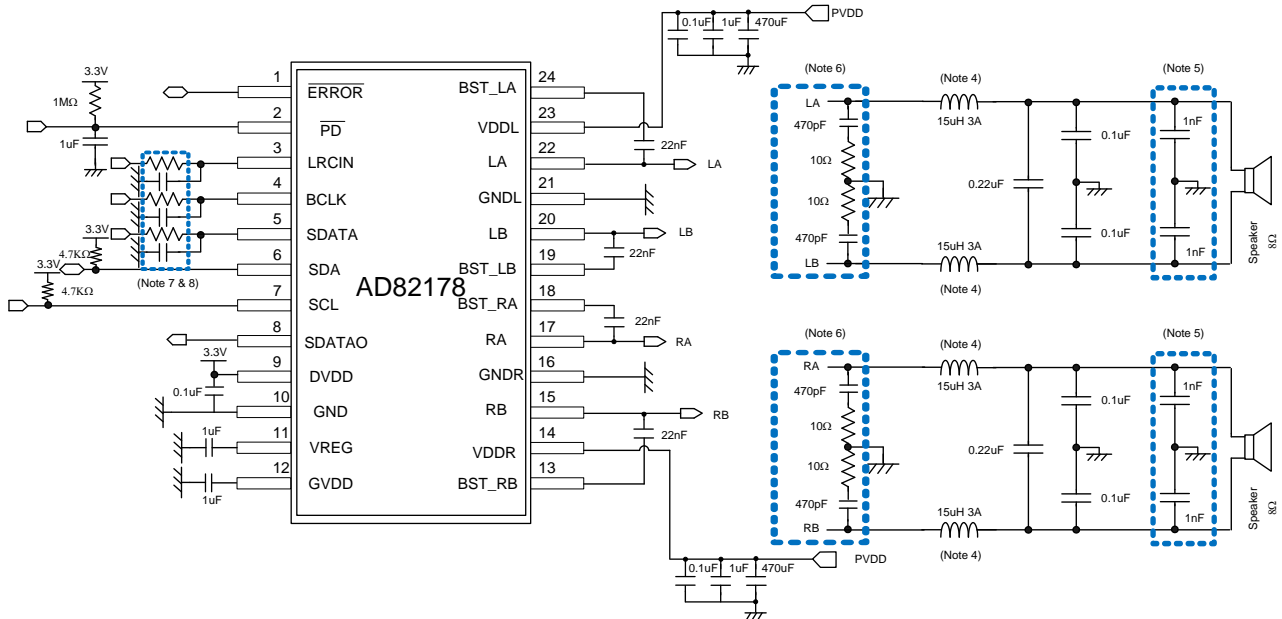 0.1uF
1uF
470uF
PVDD
3.3V
1MΩ
1uF
(Note 7 & 8)
3.3V
4.7KΩ
3.3V
4.7KΩ
3.3V
0.1uF
1uF
1uF
AD82178
1 ERROR
2 PD
3 LRCIN
4 BCLK
5 SDATA
6 SDA
7 SCL
8 SDATAO
9 DVDD
10 GND
11 VREG
12 GVDD
24 BST_LA
23 VDDL
22 LA
21 GNDL
20 LB
19 BST_LB
18 BST_RA
17 RA
16 GNDR
15 RB
14 VDDR
13 BST_RB
22nF
LA
LB
22nF
22nF
RA
RB
22nF
0.1uF
1uF
470uF
PVDD
(Note 6)
(Note 4)
(Note 5)
LA
15uH 3A
470pF
10Ω
10Ω
470pF
LB
0.22uF
0.1uF
0.1uF
1nF
1nF
15uH 3A
(Note 4)
Speaker
8Ω
(Note 6)
(Note 4)
(Note 5)
RA
15uH 3A
470pF
10Ω
10Ω
470pF
RB
0.22uF
0.1uF
0.1uF
1nF
1nF
15uH 3A
(Note 4)
Speaker
8Ω